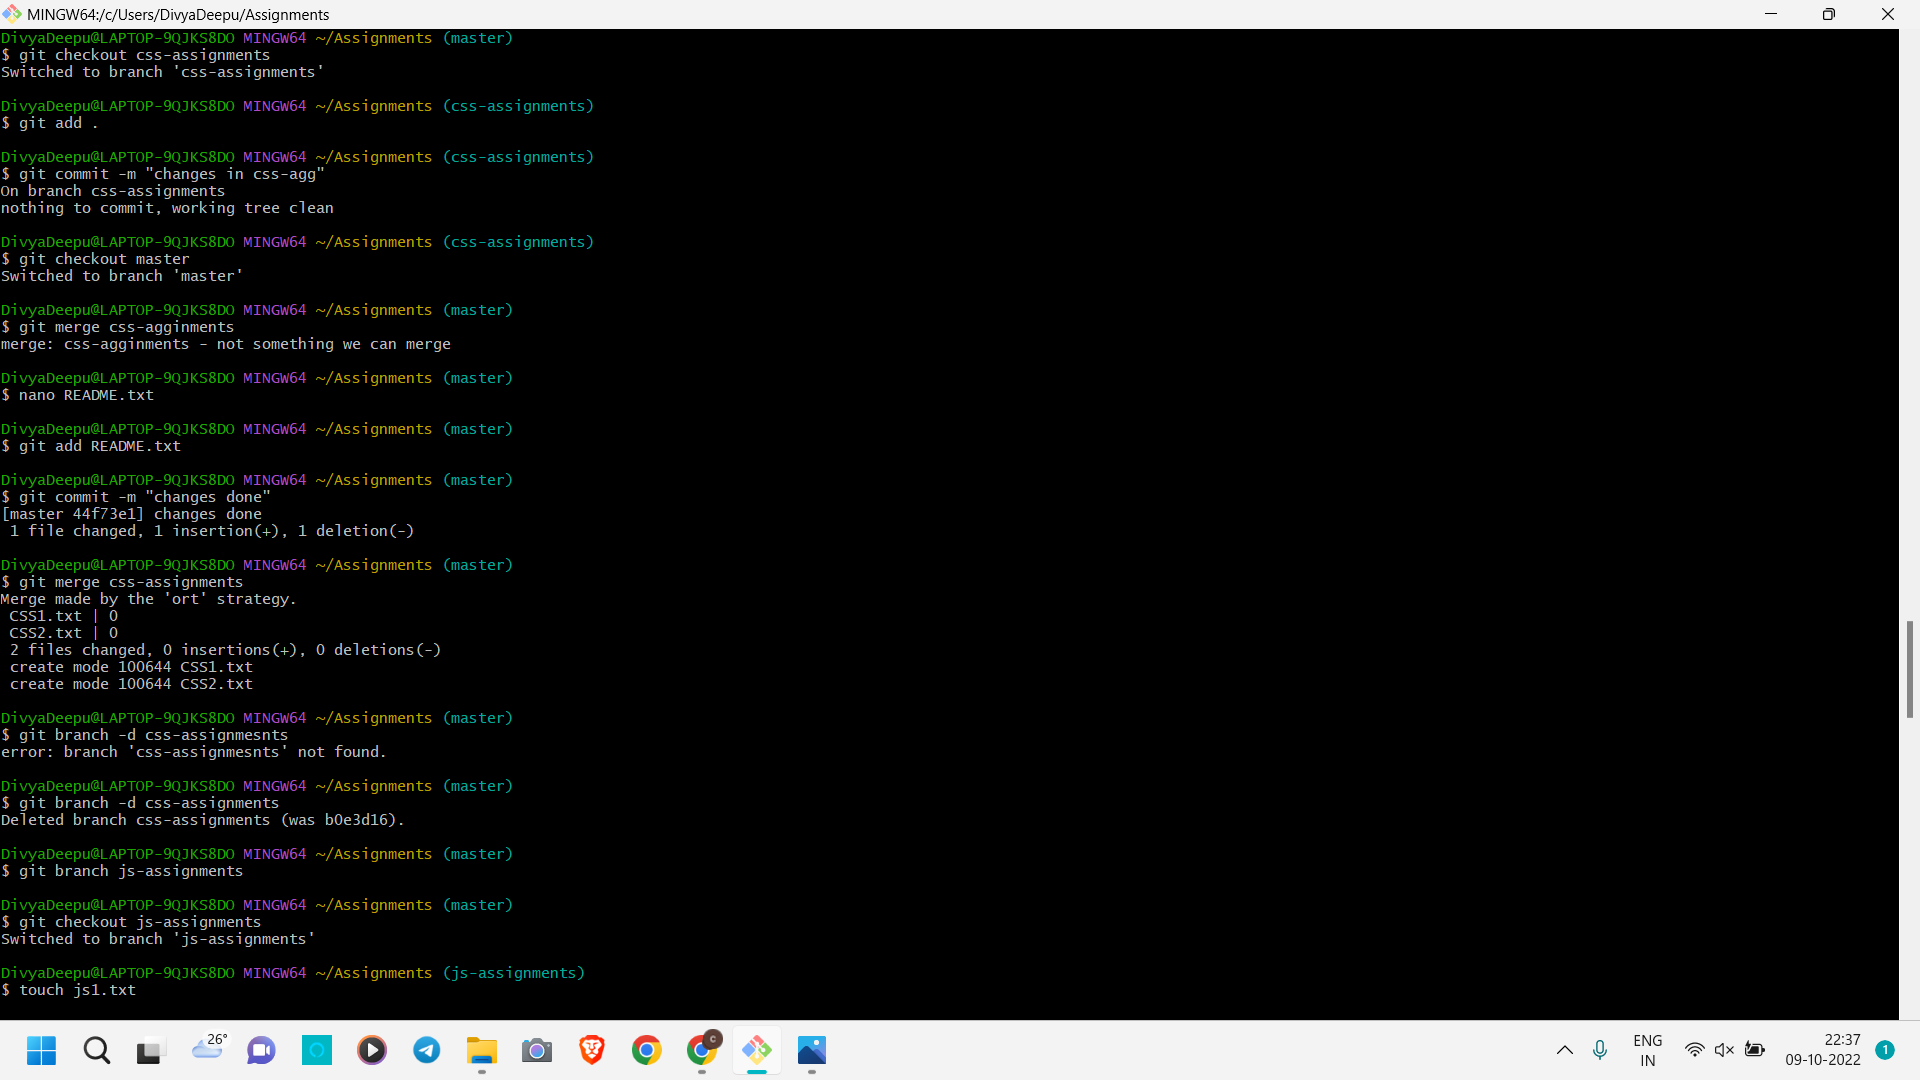 MINGW64:/c/Users/DivyaDeepu/Assignments
DivyaDeepu@LAPTOP-9QJKS8DO MINGW64 ~/Assignments (master)
$ git checkout css-assignments
Switched to branch 'css-assignments'
DivyaDeepu@LAPTOP-9QJKS8DO MINGW64 ~/Assignments (css-assignments)
$ git add .
DivyaDeepu@LAPTOP-9QJKS8DO MINGW64 ~/Assignments (css-assignments)
$ git commit -m "changes in css-agg"
On branch css-assignments
nothing to commit, working tree clean
DivyaDeepu@LAPTOP-9QJKS8DO MINGW64 ~/Assignments (css-assignments)
$ git checkout master
Switched to branch 'master'
DivyaDeepu@LAPTOP-9QJKS8DO MINGW64 ~/Assignments (master)
$ git merge css-agginments
merge: css-agginments - not something we can merge
DivyaDeepu@LAPTOP-9QJKS8DO MINGW64 ~/Assignments (master)
$ nano README.txt
DivyaDeepu@LAPTOP-9QJKS8DO MINGW64 ~/Assignments (master)
$ git add README.txt
DivyaDeepu@LAPTOP-9QJKS8DO MINGW64 ~/Assignments (master)
$ git commit -m "changes done"
[master 44f73e1] changes done
1 file changed, 1 insertion(+), 1 deletion(-)
DivyaDeepu@LAPTOP-9QJKS8DO MINGW64 ~/Assignments (master)
$ git merge css-assignments
Merge made by the 'ort' strategy.
CSS1.txt | 0
CSS2.txt | 0
2 files changed, 0 insertions(+), 0 deletions(-)
create mode 100644 CSS1.txt
create mode 100644 CSS2.txt
DivyaDeepu@LAPTOP-9QJKS8DO MINGW64 ~/Assignments (master)
$ git branch -d css-assignmesnts
error: branch 'css-assignmesnts' not found.
DivyaDeepu@LAPTOP-9QJKS8DO MINGW64 ~/Assignments (master)
$ git branch -d css-assignments
Deleted branch css-assignments (was b0e3d16).
DivyaDeepu@LAPTOP-9QJKS8DO MINGW64 ~/Assignments (master)
$ git branch js-assignments
DivyaDeepu@LAPTOP-9QJKS8DO MINGW64 ~/Assignments (master)
$ git checkout js-assignments
Switched to branch 'js-assignments'
DivyaDeepu@LAPTOP-9QJKS8DO MINGW64 ~/Assignments (js-assignments)
$ touch js1.txt
26°
C
ENG
IN
22:37
09-10-2022
1